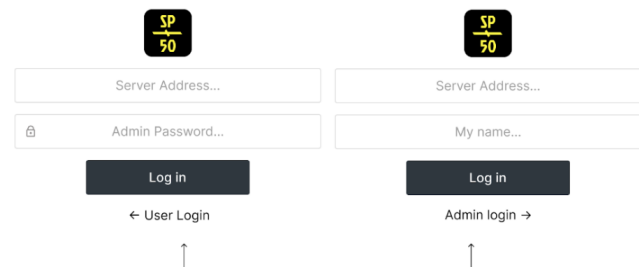 SP
50
Server Address...
Admin Password...
Log in
← User Login
SP
50
Server Address...
My name...
Log in
Admin login →